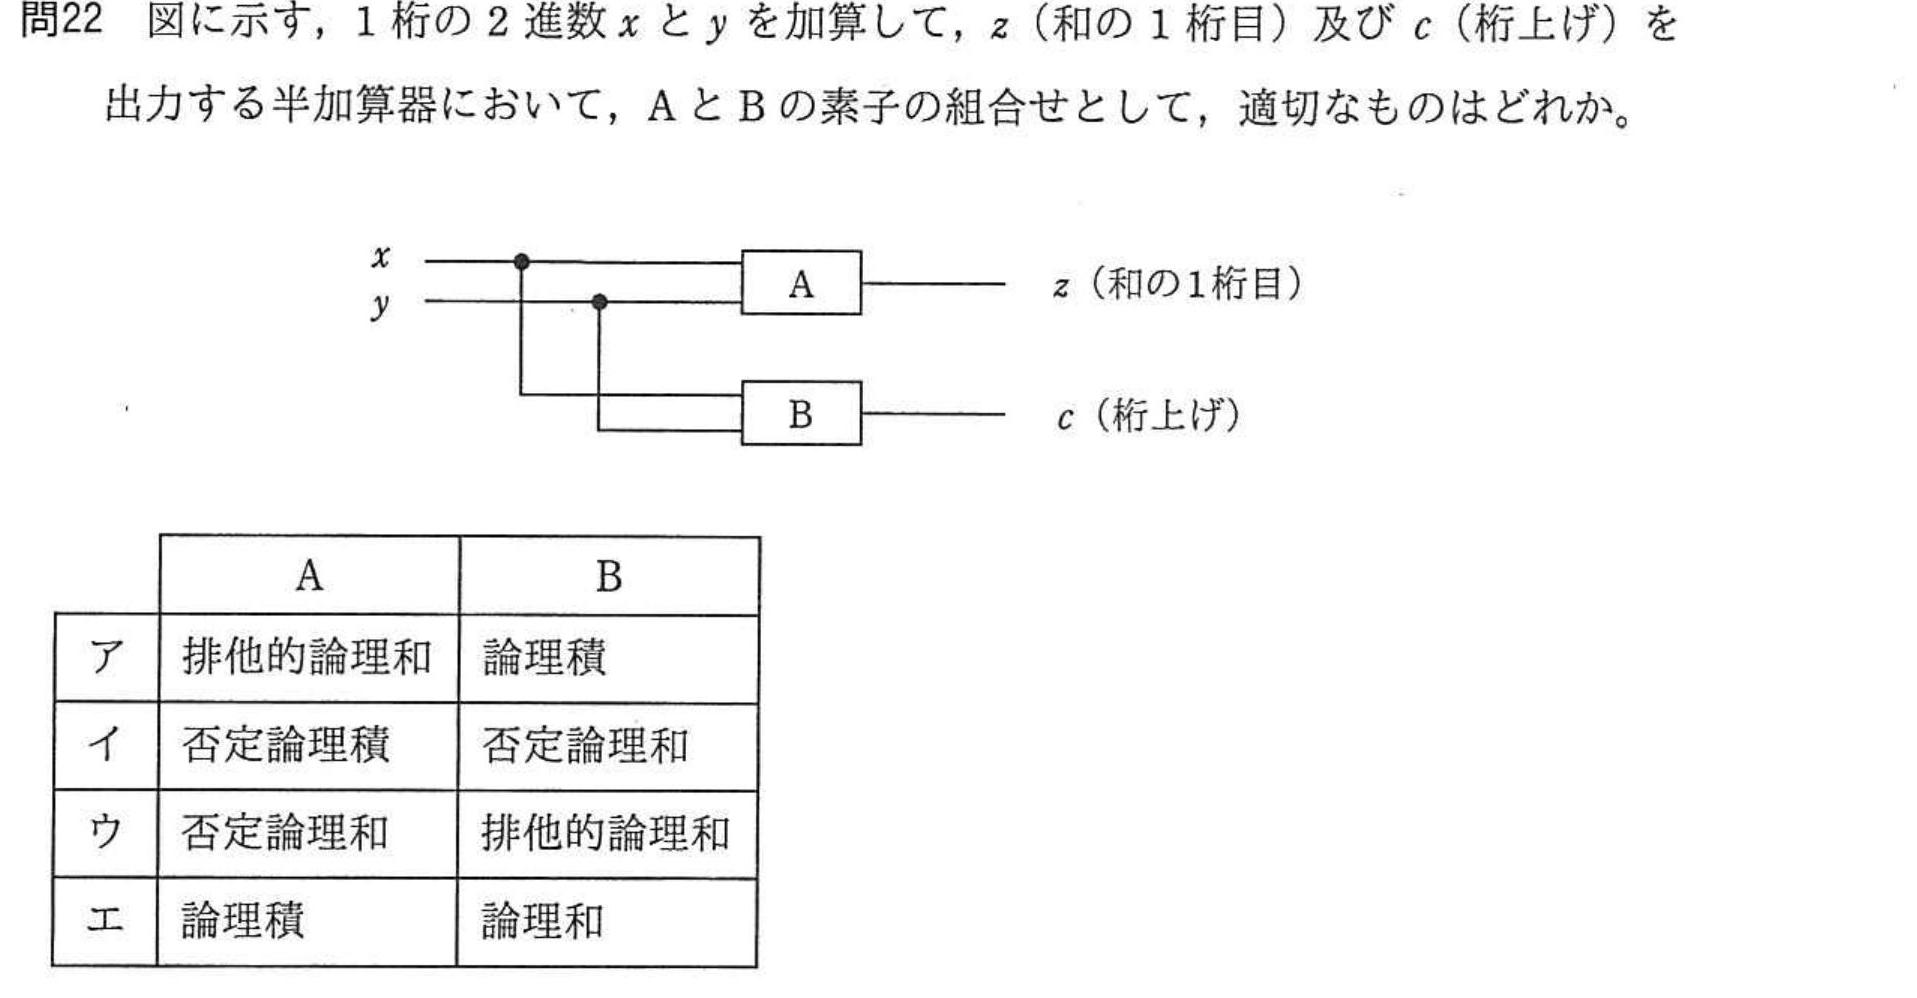 問22 図に示す，1桁の2進数xとyを加算して，z（和の1桁目）及びc（桁上げ）を
出力する半加算器において，AとBの素子の組合せとして，適切なものはどれか。
x
y
A
z（和の1桁目）
B
c（桁上げ）
A B
ア 排他的論理和 論理積
イ 否定論理積 否定論理和
ウ 否定論理和 排他的論理和
エ 論理積 論理和